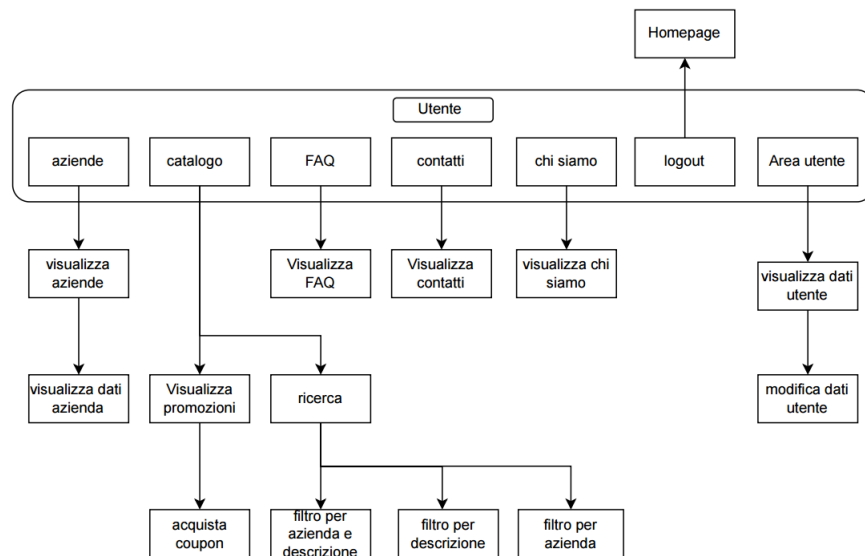 Homepage
Utente
aziende
catalogo
FAQ
contatti
chi siamo
logout
Area utente
visualizza
aziende
Visualizza
FAQ
Visualizza
contatti
visualizza chi
siamo
visualizza dati
utente
visualizza dati
azienda
Visualizza
promozioni
ricerca
modifica dati
utente
acquista
coupon
filtro per
azienda e
descrizione
filtro per
descrizione
filtro per
azienda